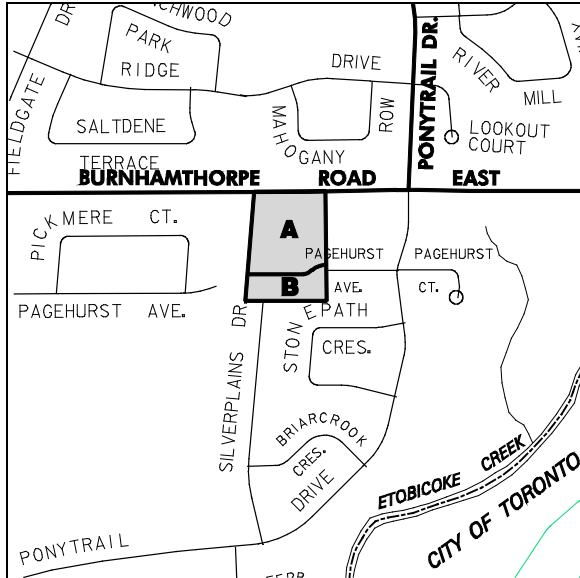 DR
CHWOOD
PARK
RIDGE
DRIVE
PONYTRAIL DR.
RIVER
MILL
FIELDGATE
SALTDENE
TERRACE
MAHOGANY
ROW
LOOKOUT
COURT
BURNHAMTHORPE ROAD EAST
PICKMERE CT.
A
PAGEHURST PAGEHURST
B
AVE. CT.
PAGEHURST AVE.
SILVERPLAINS DR
STONEPATH
CRES.
BRIARCROOK
CRES.
DRIVE
ETOBICOKE CREEK
CITY OF TORONTO
PONYTRAIL